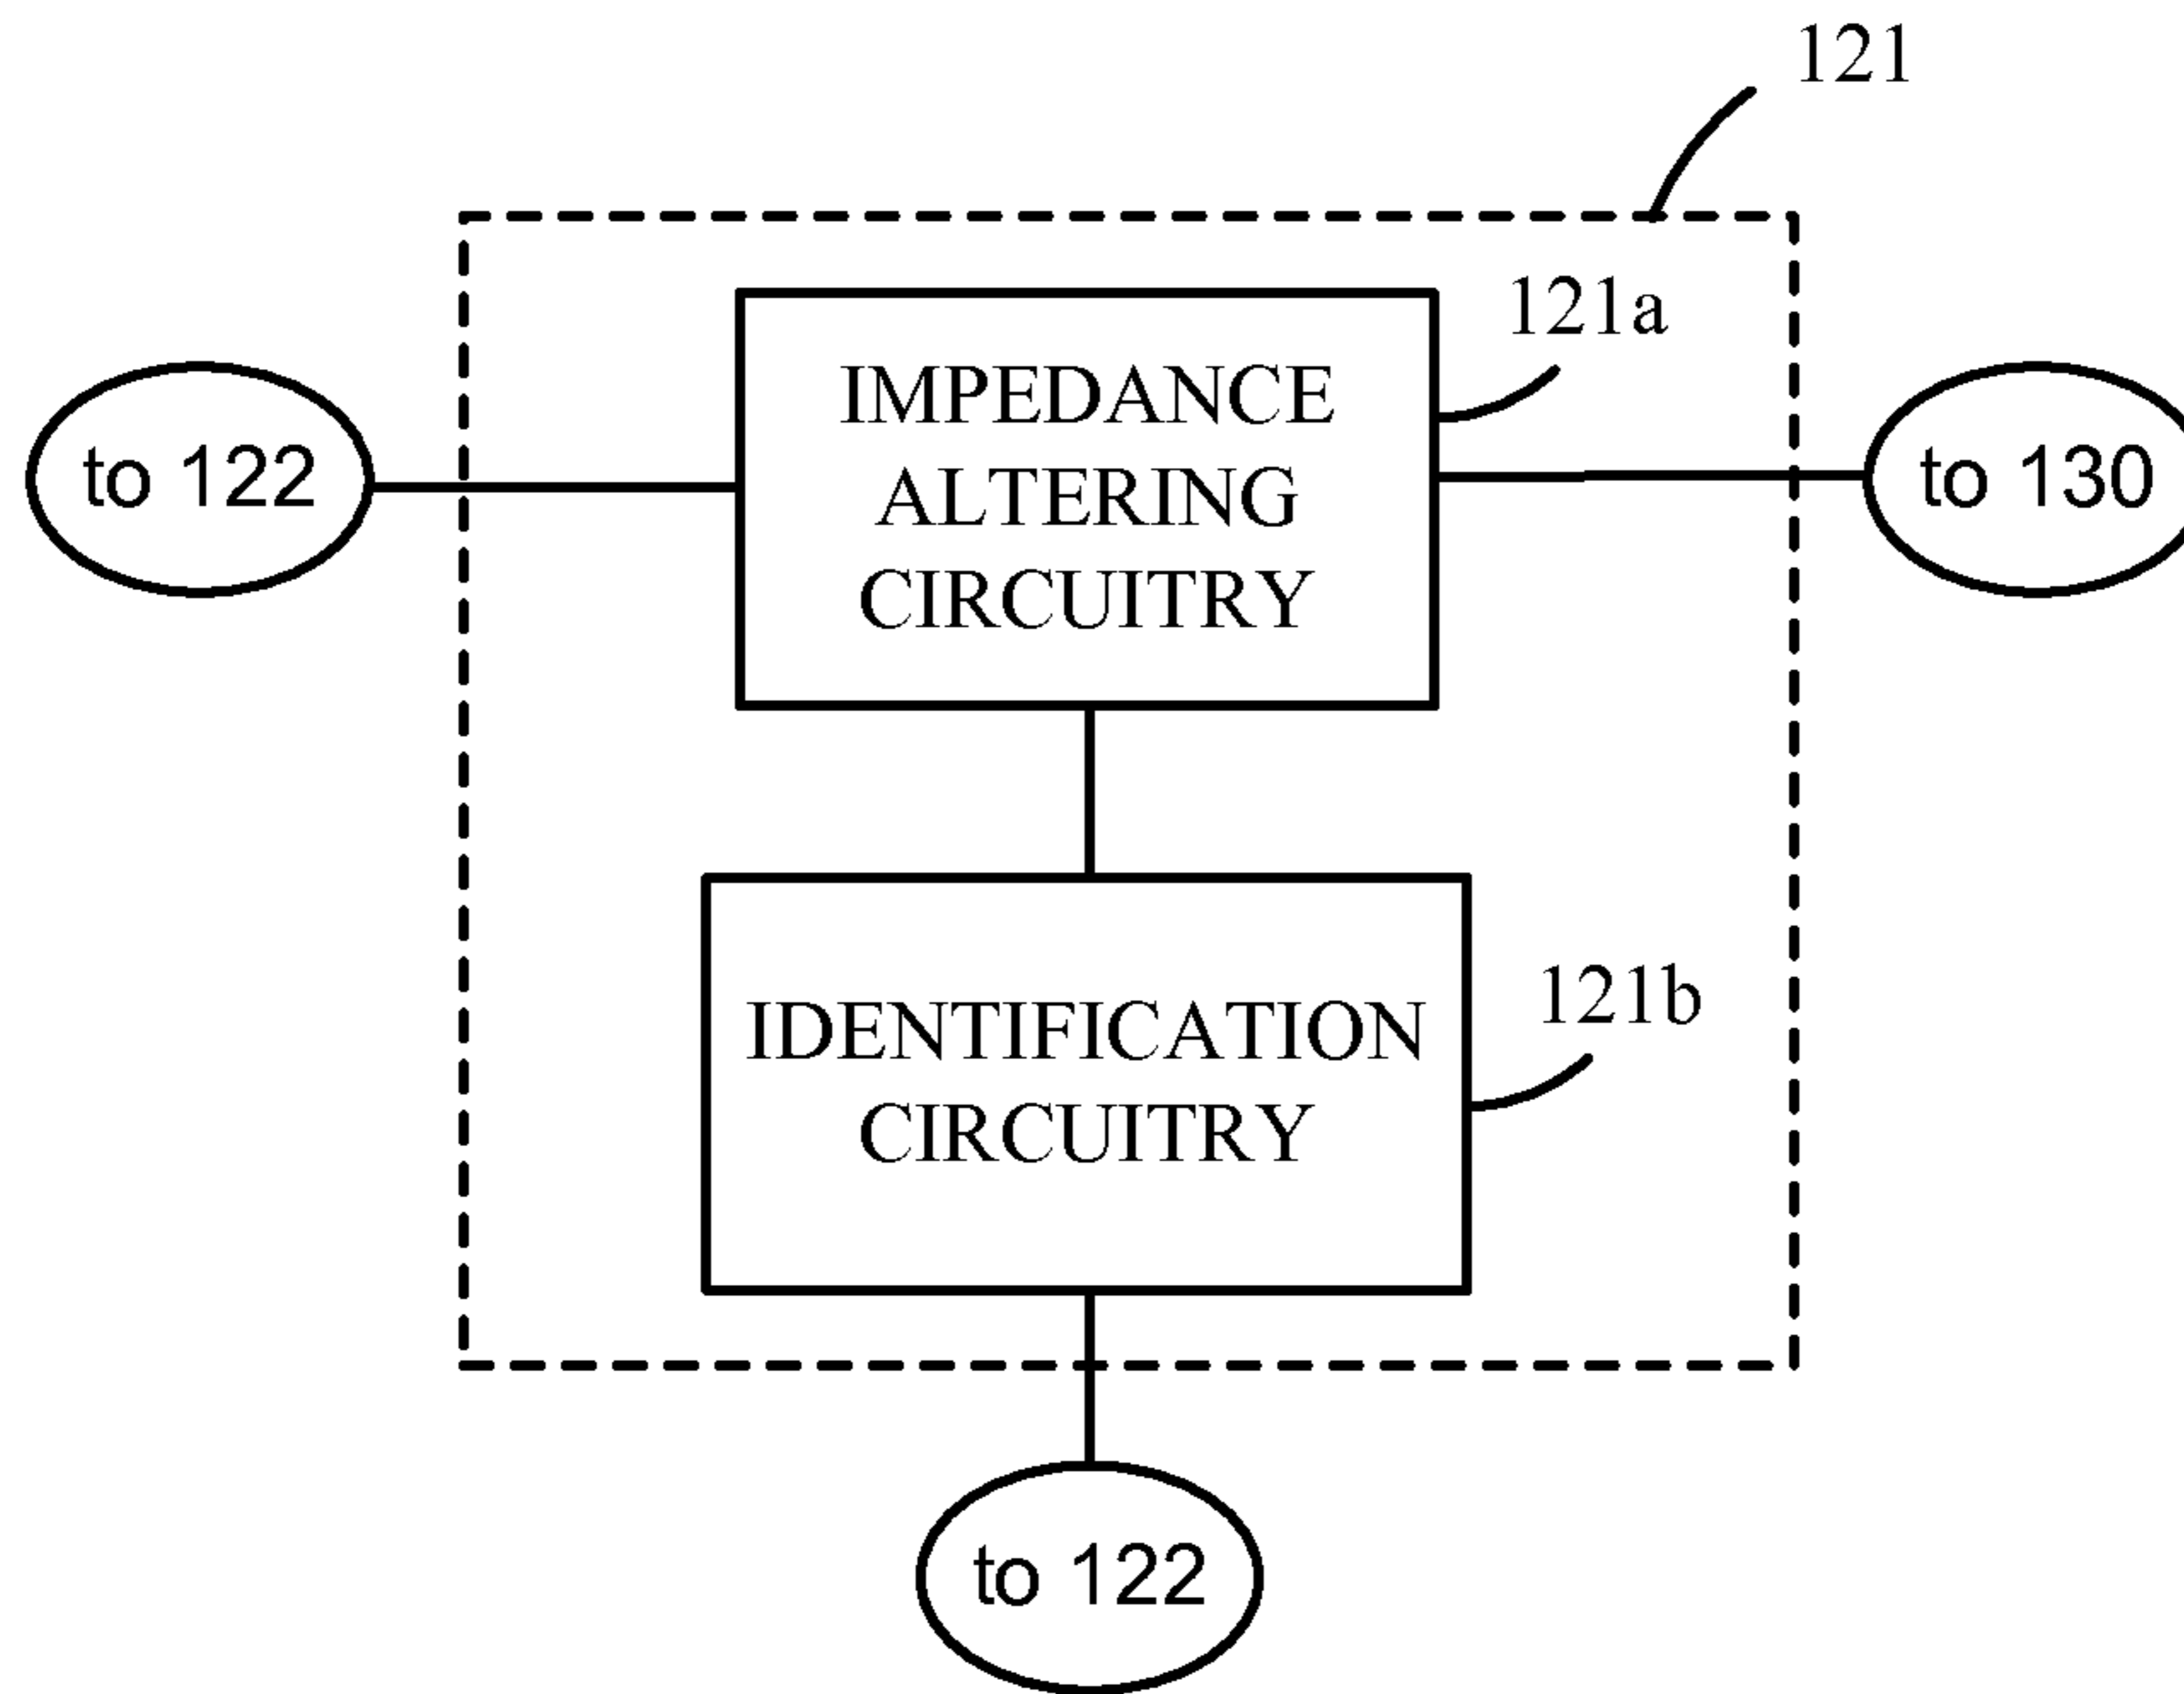 121
121a
IMPEDANCE
ALTERING
CIRCUITRY
to 122
to 130
121b
IDENTIFICATION
CIRCUITRY
to 122